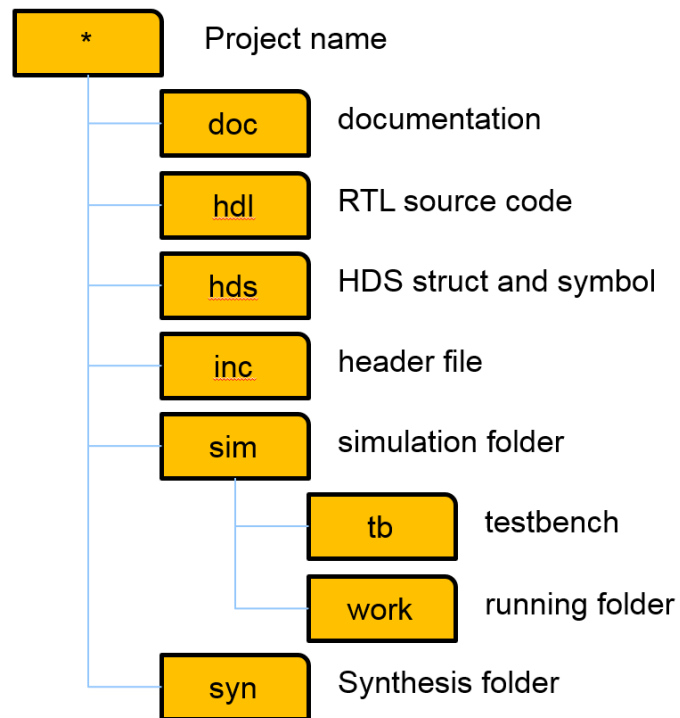 * Project name
doc documentation
hdl RTL source code
hds HDS struct and symbol
inc header file
sim simulation folder
tb testbench
work running folder
syn Synthesis folder